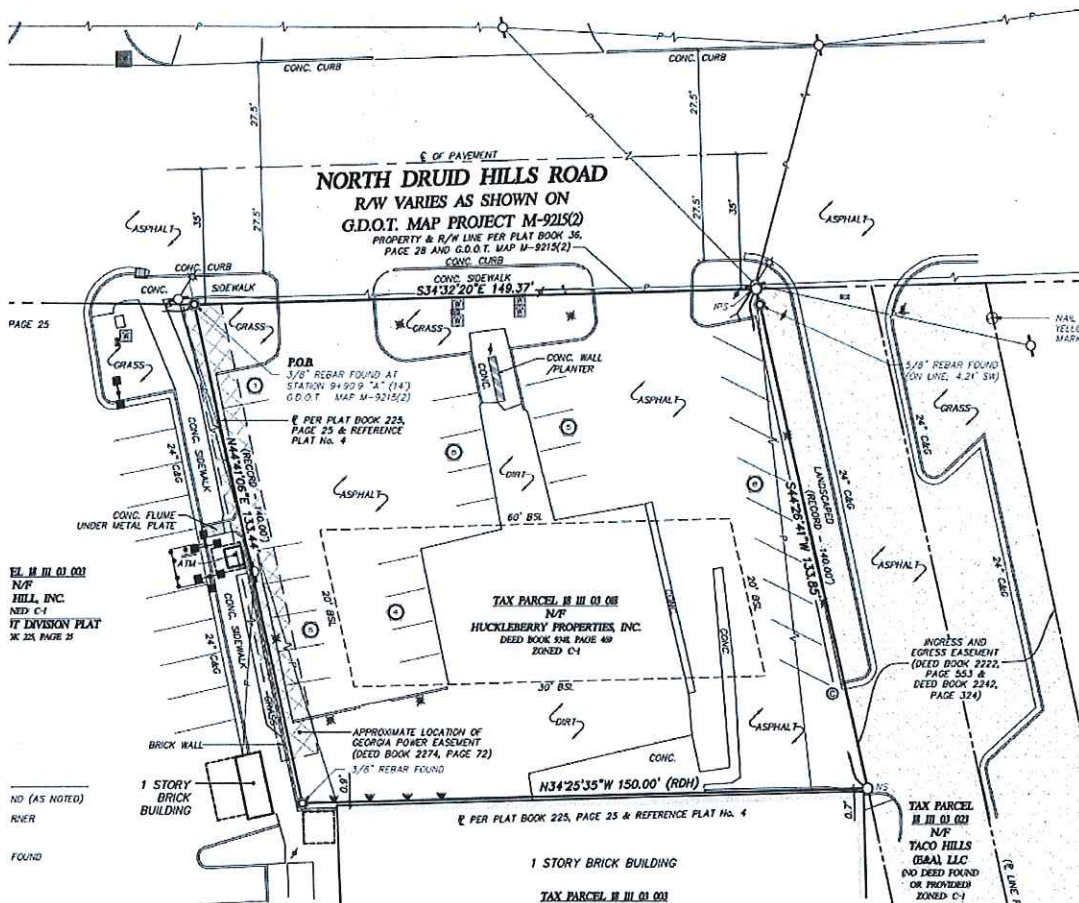 CONC. CURB
CONC. CURB
27.5'
27.5'
℄ OF PAVEMENT
NORTH DRUID HILLS ROAD
R/W VARIES AS SHOWN ON
G.D.O.T. MAP PROJECT M-9215(2)
PROPERTY & R/W LINE PER PLAT BOOK 36,
PAGE 28 AND G.D.O.T. MAP M-9215(2)
ASPHALT
35'
27.5'
27.5'
35'
ASPHALT
CONC. CURB
CONC.
SIDEWALK
CONC. CURB
CONC. SIDEWALK
S34°32'20"E 149.37'
IPS
PAGE 25
GRASS
GRASS
GRASS
P.O.B.
3/8" REBAR FOUND AT
STATION 9+90.9 "A" (14')
G.D.O.T. MAP M-9215(2)
CONC.
CONC. WALL
/PLANTER
5/8" REBAR FOUND
(ON LINE, 4.21' SW)
NAIL
YELLO
MARK
GRASS
℄ PER PLAT BOOK 225,
PAGE 25 & REFERENCE
PLAT No. 4
ASPHALT
CONC. SIDEWALK
24" C&G
N44°41'06"E 133.44'
(RECORD - 140.00')
DIRT
ASPHALT
LANDSCAPED
(RECORD - 140.00')
S44°26'41"W 133.85'
24" C&G
24" C&G
CONC. FLUME
UNDER METAL PLATE
ATM
60' BSL
20' BSL
20' BSL
ASPHALT
24" C&G
EL 18 111 03 003
N/F
HILL, INC.
NED C-1
IT DIVISION PLAT
K 225, PAGE 25
CONC. SIDEWALK
24" C&G
GRASS
TAX PARCEL 18 111 03 018
N/F
HUCKLEBERRY PROPERTIES, INC.
DEED BOOK 9348, PAGE 469
ZONED C-1
CONC.
CONC.
INGRESS AND
EGRESS EASEMENT
(DEED BOOK 2222,
PAGE 553 &
DEED BOOK 2242,
PAGE 324)
30' BSL
DIRT
ASPHALT
BRICK WALL
APPROXIMATE LOCATION OF
GEORGIA POWER EASEMENT
(DEED BOOK 2274, PAGE 72)
3/8" REBAR FOUND
CONC.
1 STORY
BRICK
BUILDING
0.9'
N34°25'35"W 150.00' (RDH)
NS
0.2'
℄ PER PLAT BOOK 225, PAGE 25 & REFERENCE PLAT No. 4
ND (AS NOTED)
RNER
FOUND
TAX PARCEL
18 111 03 023
N/F
TACO HILLS
(E&A), LLC
(NO DEED FOUND
OR PROVIDED)
ZONED C-1
1 STORY BRICK BUILDING
TAX PARCEL 18 111 03 003